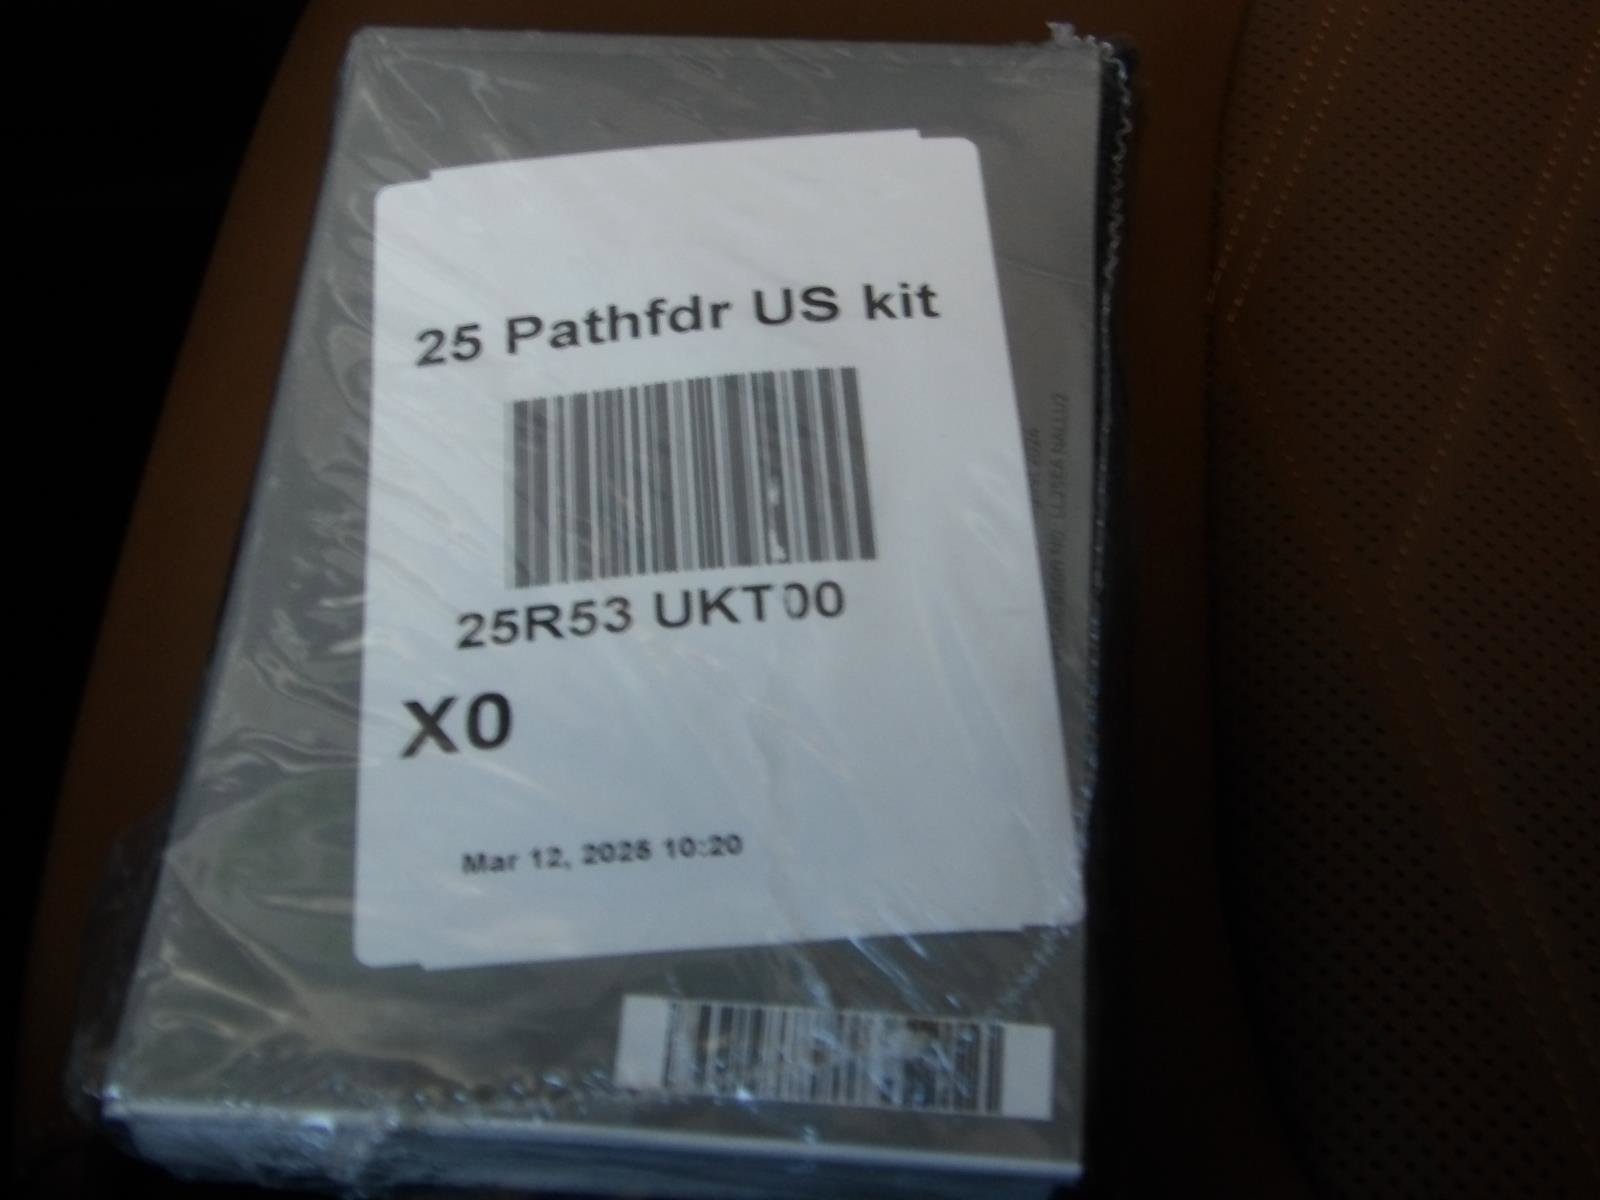 25 Pathfdr US kit
25R53 UKT00
X0
Mar 12, 2025 10:20